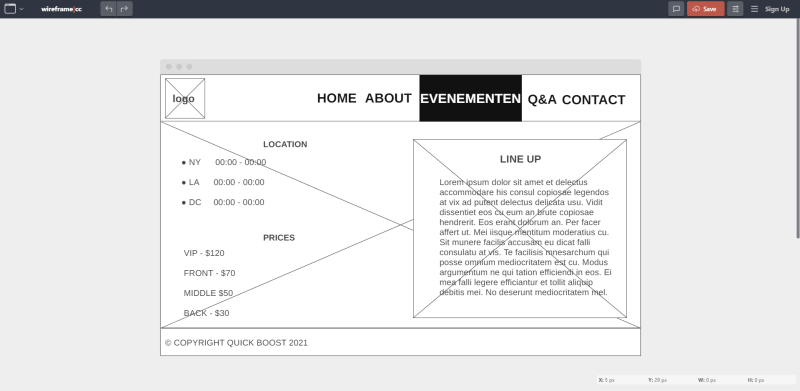 wireframe|cc
Save
Sign Up
logo
HOME ABOUT EVENEMENTEN Q&A CONTACT
LOCATION
• NY 00:00 - 00:00
• LA 00:00 - 00:00
• DC 00:00 - 00:00
PRICES
VIP - $120
FRONT - $70
MIDDLE $50
BACK - $30
LINE UP
Lorem ipsum dolor sit amet et delectus
accommodare his consul copiosae legendos
at vix ad putent delectus delicata usu. Vidit
dissentiet eos cu eum an brute copiosae
hendrerit. Eos erant dolorum an. Per facer
affert ut. Mei iisque mentitum moderatius cu.
Sit munere facilis accusam eu dicat falli
consulatu at vis. Te facilisis mnesarchum qui
posse omnium mediocritatem est cu. Modus
argumentum ne qui tation efficiendi in eos. Ei
mea falli legere efficiantur et tollit aliquip
debitis mei. No deserunt mediocritatem mel.
© COPYRIGHT QUICK BOOST 2021
X: 5 px Y: 29 px W: 0 px H: 0 px